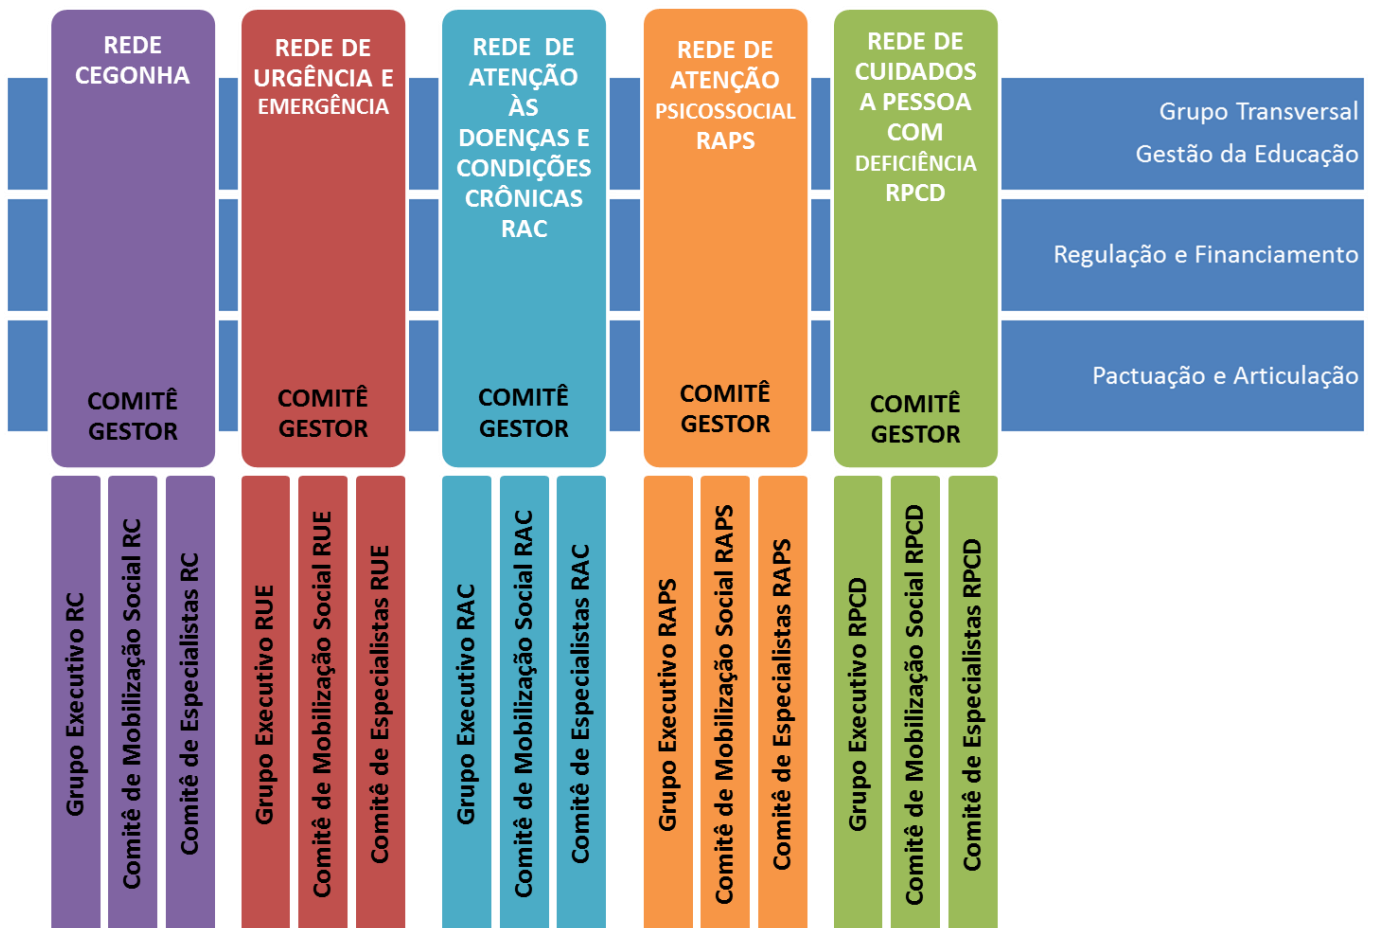 REDE
CEGONHA
COMITÊ
GESTOR
REDE DE
URGÊNCIA E
EMERGÊNCIA
COMITÊ
GESTOR
REDE DE
ATENÇÃO
ÀS
DOENÇAS E
CONDIÇÕES
CRÔNICAS
RAC
COMITÊ
GESTOR
REDE DE
ATENÇÃO
PSICOSSOCIAL
RAPS
COMITÊ
GESTOR
REDE DE
CUIDADOS
A PESSOA
COM
DEFICIÊNCIA
RPCD
COMITÊ
GESTOR
Grupo Transversal
Gestão da Educação
Regulação e Financiamento
Pactuação e Articulação
Grupo Executivo RC
Comitê de Mobilização Social RC
Comitê de Especialistas RC
Grupo Executivo RUE
Comitê de Mobilização Social RUE
Comitê de Especialistas RUE
Grupo Executivo RAC
Comitê de Mobilização Social RAC
Comitê de Especialistas RAC
Grupo Executivo RAPS
Comitê de Mobilização Social RAPS
Comitê de Especialistas RAPS
Grupo Executivo RPCD
Comitê de Mobilização Social RPCD
Comitê de Especialistas RPCD